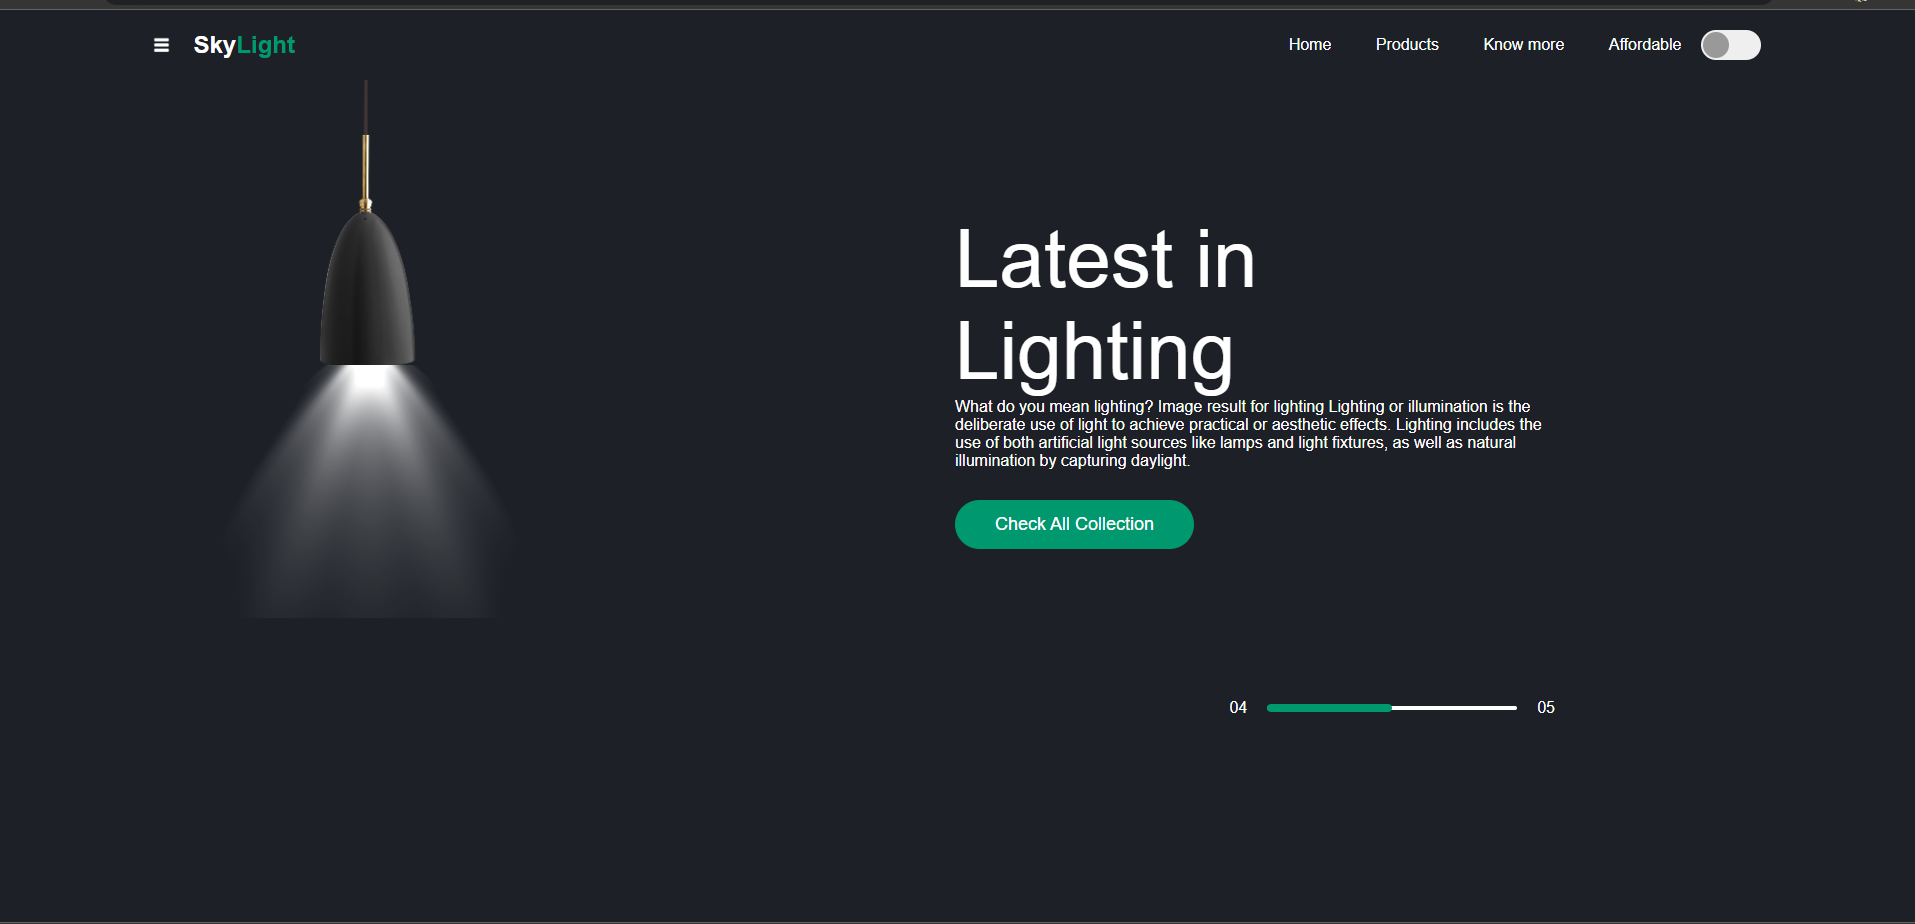 SkyLight
Home Products Know more Affordable
Latest in
Lighting
What do you mean lighting? Image result for lighting Lighting or illumination is the
deliberate use of light to achieve practical or aesthetic effects. Lighting includes the
use of both artificial light sources like lamps and light fixtures, as well as natural
illumination by capturing daylight.
Check All Collection
04 05